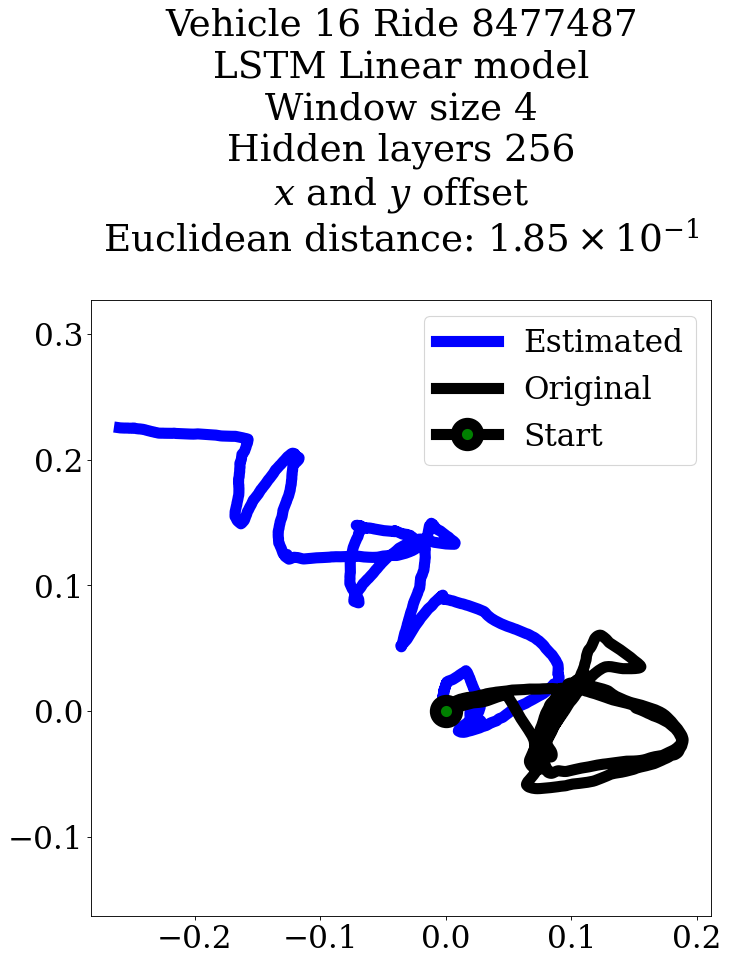 Vehicle 16 Ride 8477487
LSTM Linear model
Window size 4
Hidden layers 256
x and y offset
Euclidean distance: 1.85 × 10⁻¹
0.3
0.2
0.1
0.0
−0.1
Estimated
Original
Start
−0.2
−0.1
0.0
0.1
0.2